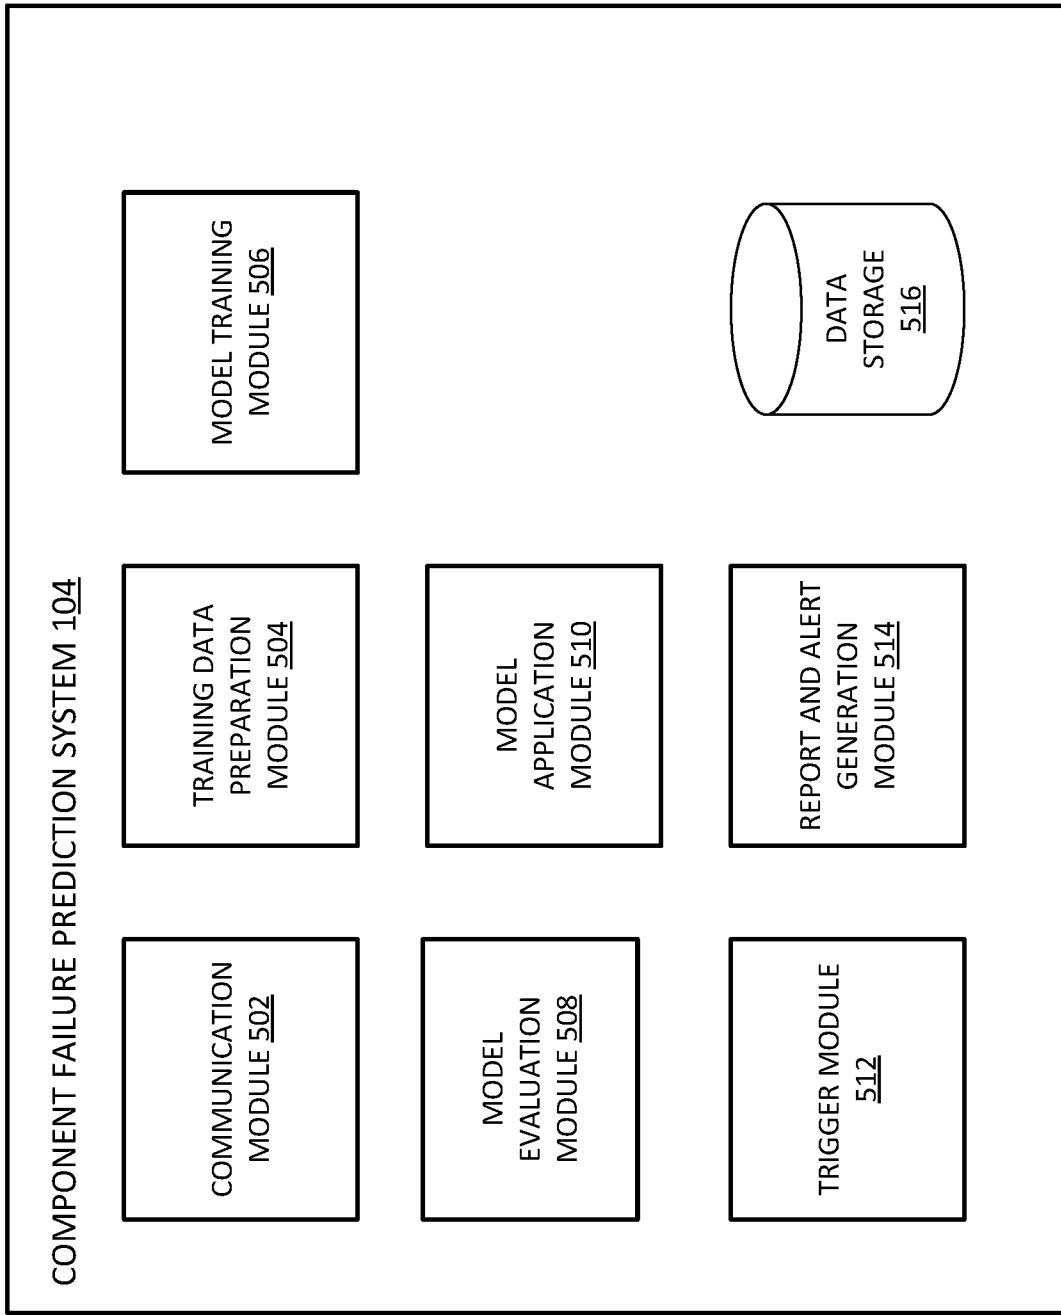 COMPONENT FAILURE PREDICTION SYSTEM 104
COMMUNICATION
MODULE 502
TRAINING DATA
PREPARATION
MODULE 504
MODEL TRAINING
MODULE 506
MODEL
EVALUATION
MODULE 508
MODEL
APPLICATION
MODULE 510
TRIGGER MODULE
512
REPORT AND ALERT
GENERATION
MODULE 514
DATA
STORAGE
516